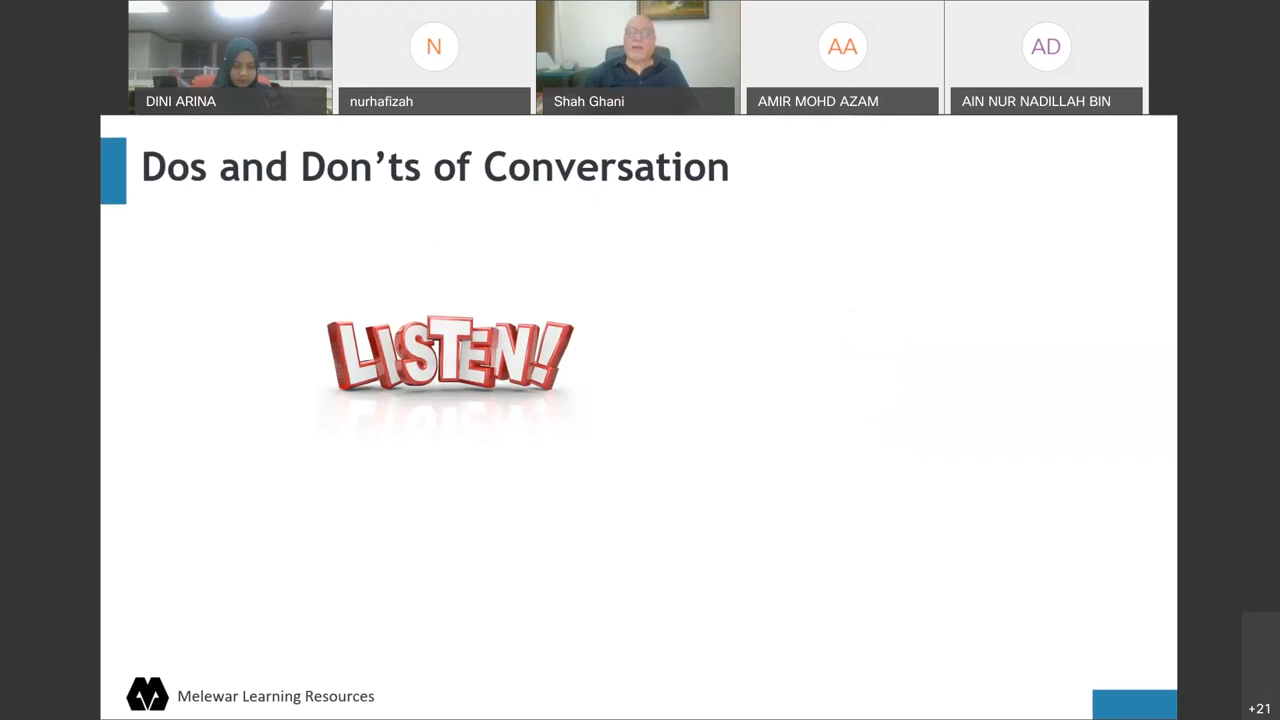 N
AA
AD
DINI ARINA
nurhafizah
Shah Ghani
AMIR MOHD AZAM
AIN NUR NADILLAH BIN
Dos and Don’ts of Conversation
LISTEN!
Melewar Learning Resources
+21